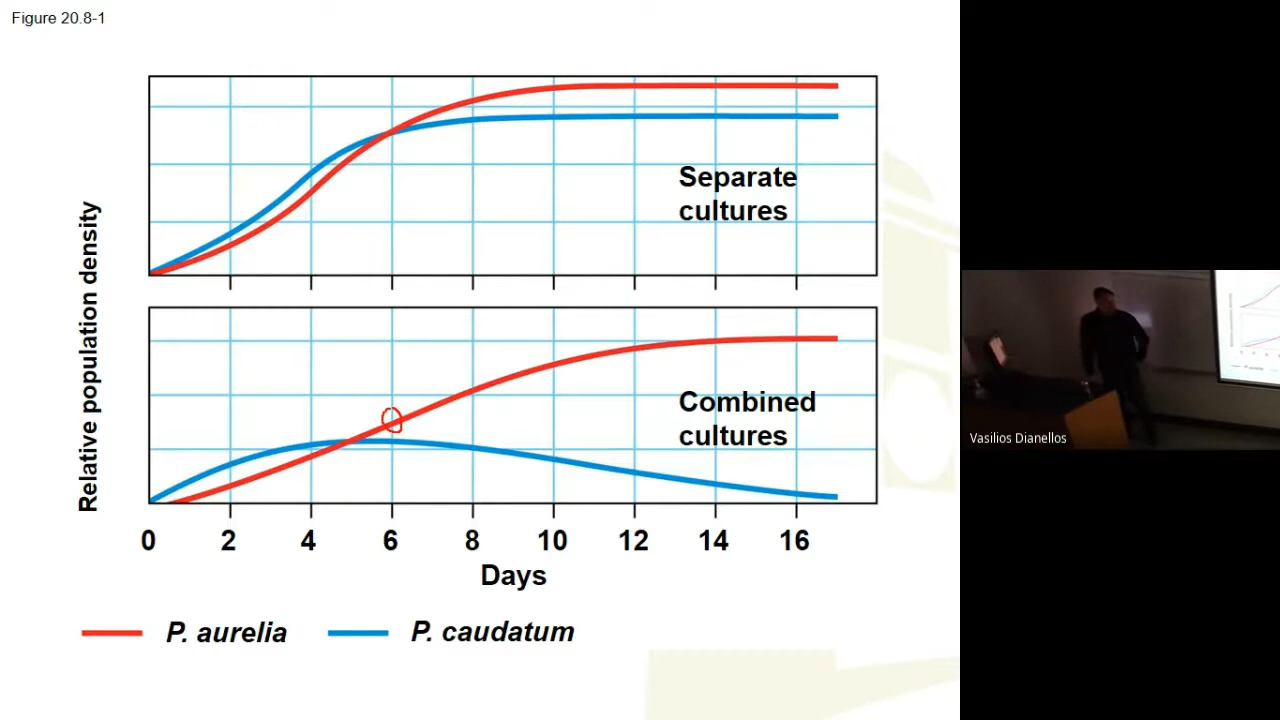 Figure 20.8-1
Relative population density
Separate
cultures
Combined
cultures
0 2 4 6 8 10 12 14 16
Days
P. aurelia P. caudatum
Vasilios Dianellos